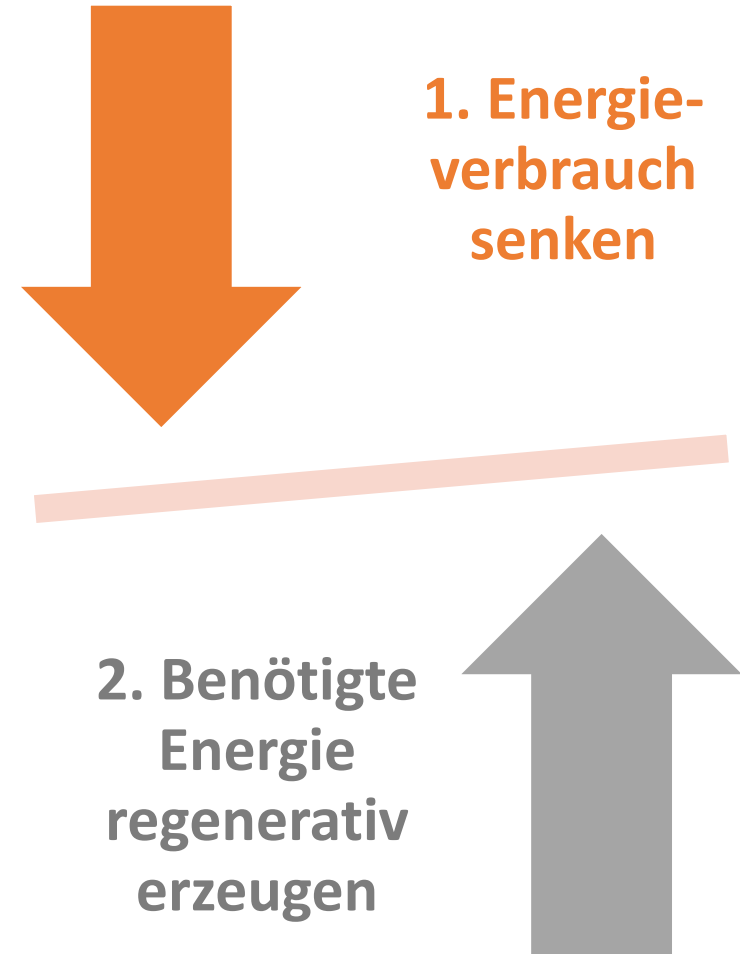 1. Energie-
verbrauch
senken
2. Benötigte
Energie
regenerativ
erzeugen